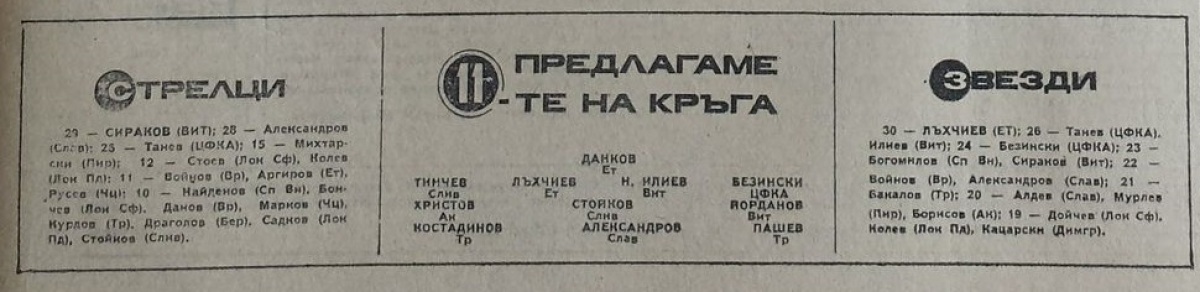 СТРЕЛЦИ
29 — СИРАКОВ (ВИТ); 28 — Александров
(Слав); 25 — Танев (ЦФКА); 15 — Михтар-
ски (Пир); 12 — Стоев (Лок Сф), Колев
(Лок Пл); 11 — Войнов (Вр), Аргиров (Ет),
Русев (Чц); 10 — Найденов (Сп Вн), Бон-
чев (Лок Сф), Данов (Вр), Марков (Чц),
Курдов (Тр), Драголов (Бер), Садков (Лок
Пд), Стойков (Слив).
ПРЕДЛАГАМЕ
11-ТЕ НА КРЪГА
ДАНКОВ
Ет
ТИНЧЕВ ЛЪХЧИЕВ Н. ИЛИЕВ БЕЗИНСКИ
Слив Ет Вит ЦФКА
ХРИСТОВ СТОЙКОВ ЙОРДАНОВ
Ак Слив Вит
КОСТАДИНОВ АЛЕКСАНДРОВ ПАШЕВ
Тр Слав Тр
ЗВЕЗДИ
30 — ЛЪХЧИЕВ (ЕТ); 26 — Танев (ЦФКА),
Илиев (Вит); 24 — Безински (ЦФКА); 23 —
Богомилов (Сп Вн), Сираков (Вит); 22 —
Войнов (Вр), Александров (Слав); 21 —
Бакалов (Тр); 20 — Алдев (Слав), Мурлев
(Пир), Борисов (Ак); 19 — Дойчев (Лок Сф),
Колев (Лок Пд), Кацарски (Димгр).